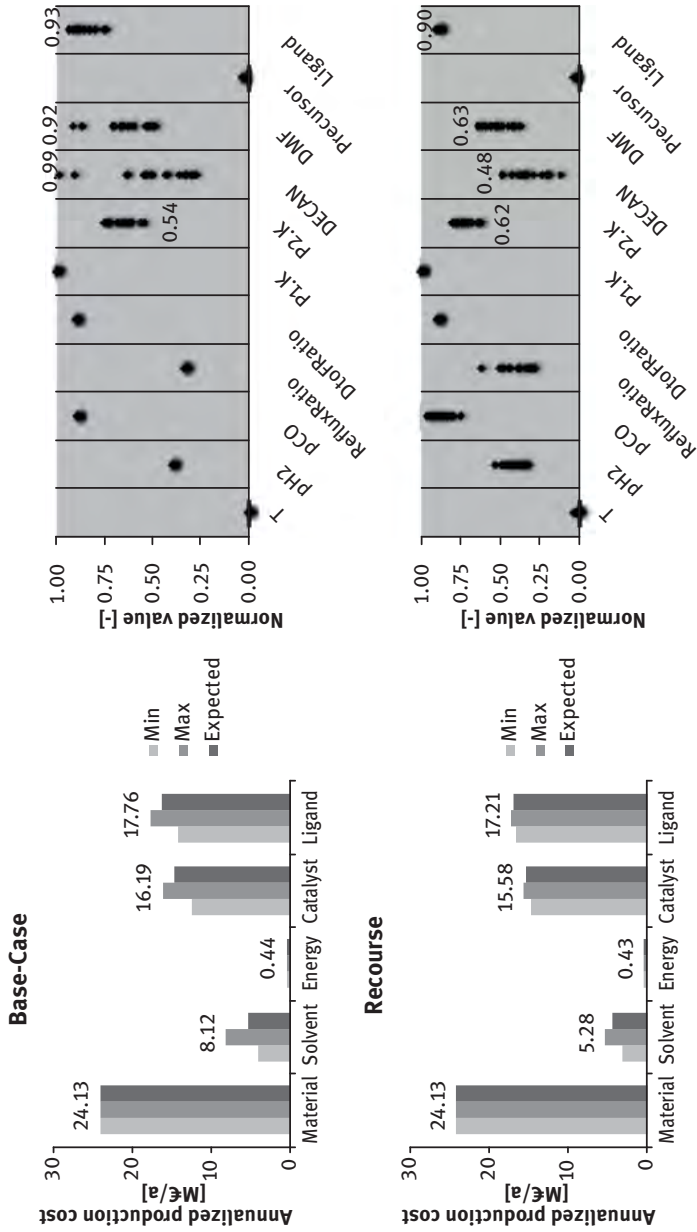 Base-Case
Annualized production cost
[M€/a]
30
20
10
0
24.13
8.12
0.44
16.19
17.76
Material
Solvent
Energy
Catalyst
Ligand
Min
Max
Expected
Normalized value [-]
1.00
0.75
0.50
0.25
0.00
0.54
0.99
0.92
0.93
T
pH2
pCO
RefluxRatio
DtoFRatio
P1.K
P2.K
DECAN
DMF
Precursor
Ligand
Recourse
Annualized production cost
[M€/a]
30
20
10
0
24.13
5.28
0.43
15.58
17.21
Material
Solvent
Energy
Catalyst
Ligand
Min
Max
Expected
Normalized value [-]
1.00
0.75
0.50
0.25
0.00
0.62
0.48
0.63
0.90
T
pH2
pCO
RefluxRatio
DtoFRatio
P1.K
P2.K
DECAN
DMF
Precursor
Ligand